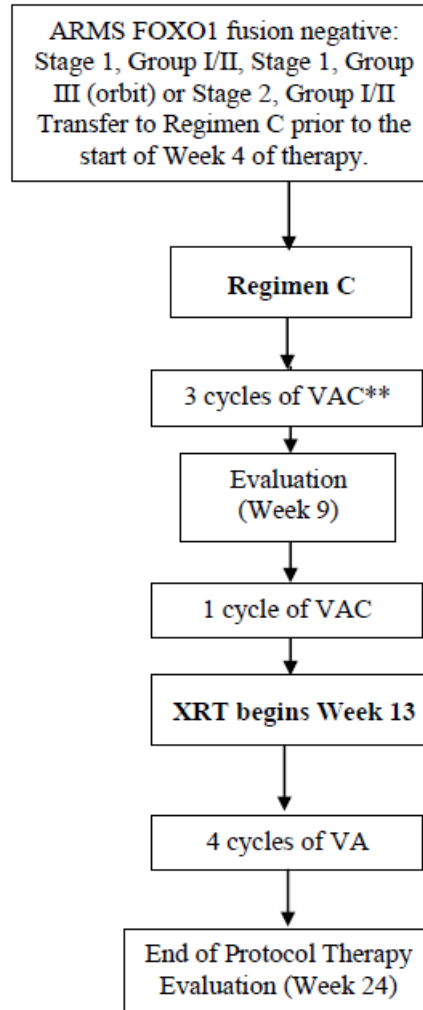 ARMS FOXO1 fusion negative:
Stage 1, Group I/II, Stage 1, Group
III (orbit) or Stage 2, Group I/II
Transfer to Regimen C prior to the
start of Week 4 of therapy.
Regimen C
3 cycles of VAC**
Evaluation
(Week 9)
1 cycle of VAC
XRT begins Week 13
4 cycles of VA
End of Protocol Therapy
Evaluation (Week 24)